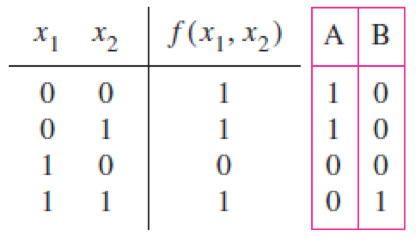 x₁ x₂ f(x₁, x₂) A B
0 0 1 1 0
0 1 1 1 0
1 0 0 0 0
1 1 1 0 1